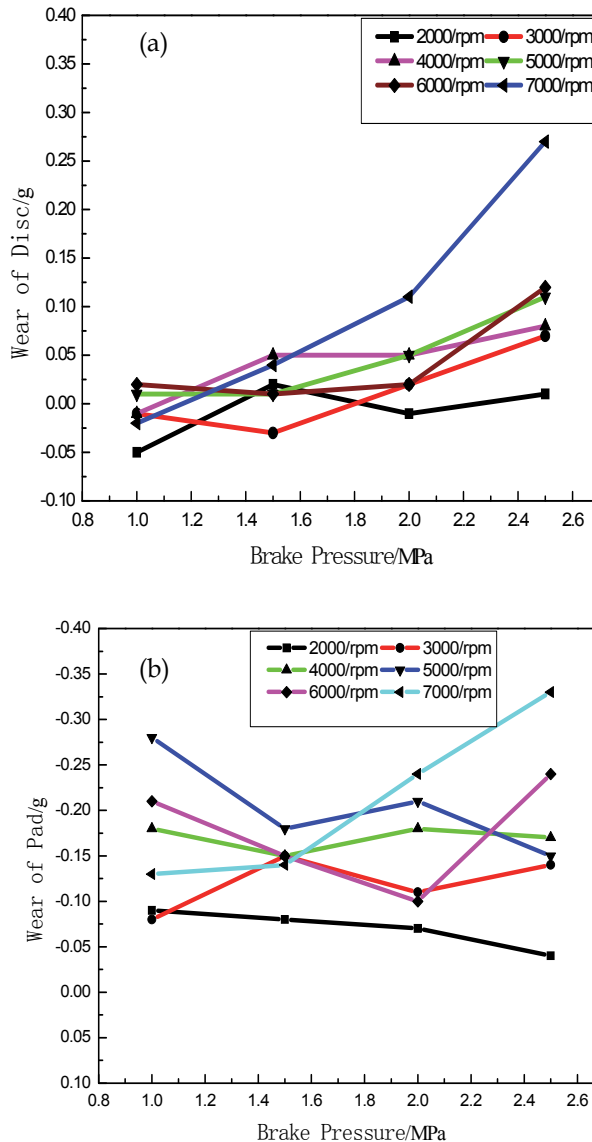 (a)
2000/rpm 3000/rpm
4000/rpm 5000/rpm
6000/rpm 7000/rpm
0.40
0.35
0.30
0.25
0.20
0.15
0.10
0.05
0.00
-0.05
-0.10
Wear of Disc/g
0.8 1.0 1.2 1.4 1.6 1.8 2.0 2.2 2.4 2.6
Brake Pressure/MPa
(b)
2000/rpm 3000/rpm
4000/rpm 5000/rpm
6000/rpm 7000/rpm
-0.40
-0.35
-0.30
-0.25
-0.20
-0.15
-0.10
-0.05
0.00
0.05
0.10
Wear of Pad/g
0.8 1.0 1.2 1.4 1.6 1.8 2.0 2.2 2.4 2.6
Brake Pressure/MPa